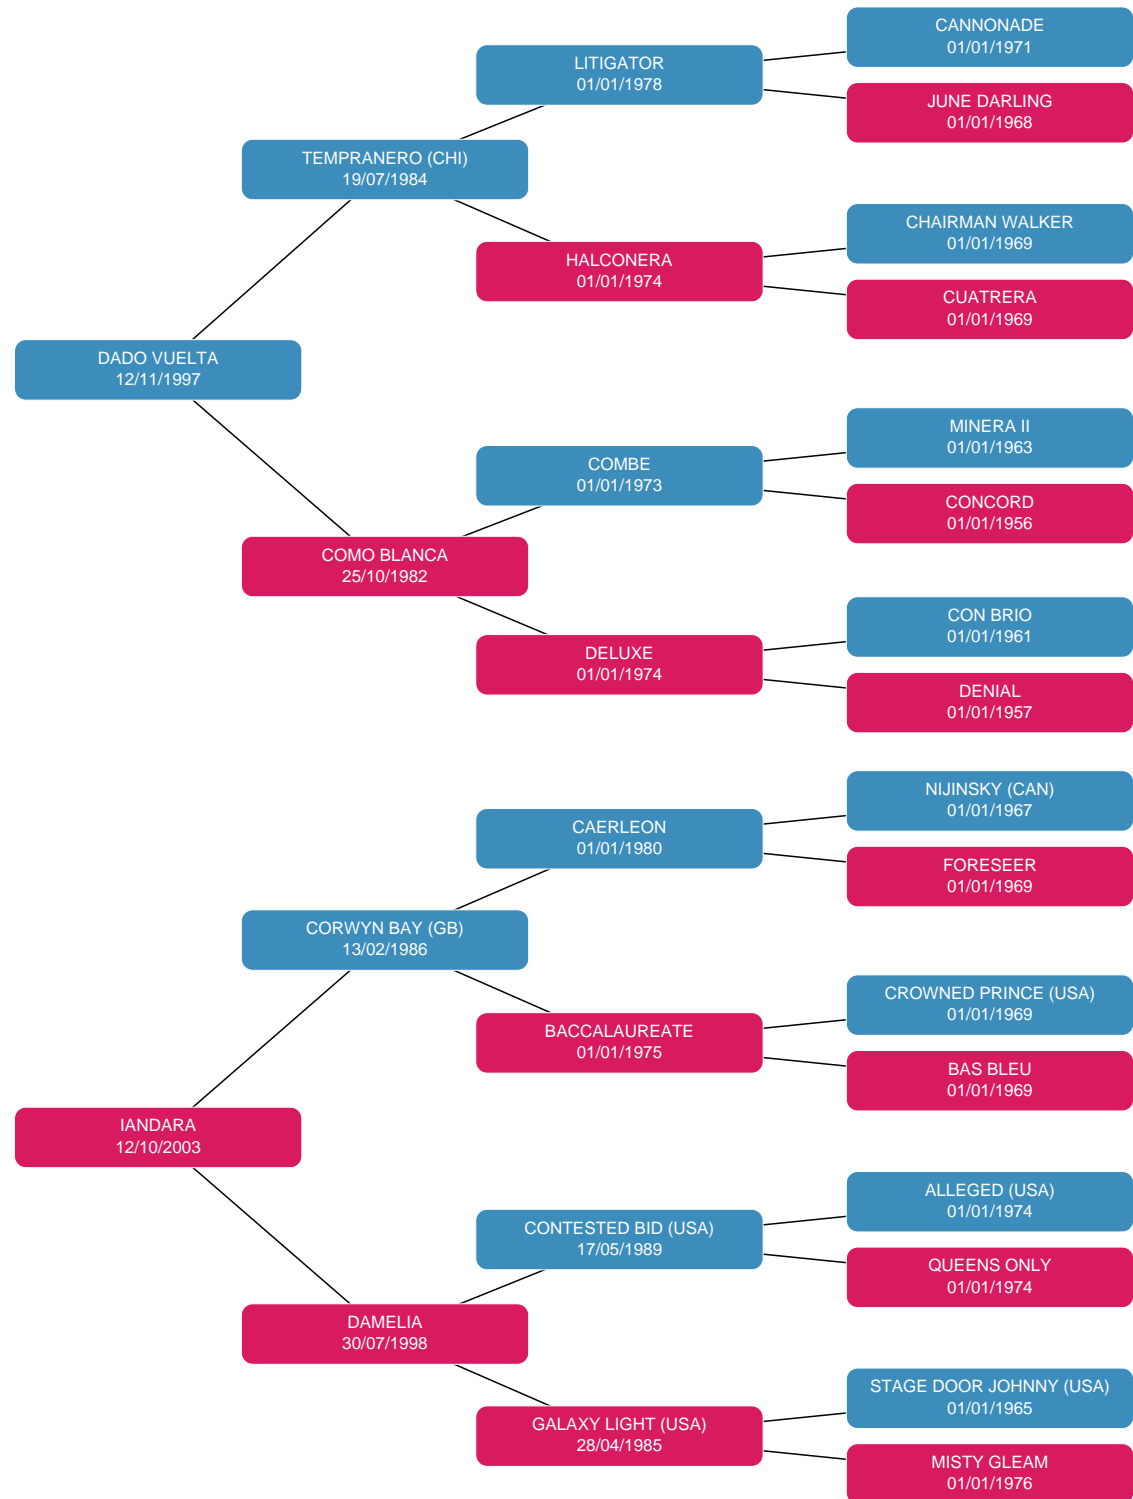 CANNONADE
01/01/1971
LITIGATOR
01/01/1978
JUNE DARLING
01/01/1968
TEMPRANERO (CHI)
19/07/1984
CHAIRMAN WALKER
01/01/1969
HALCONERA
01/01/1974
CUATRERA
01/01/1969
DADO VUELTA
12/11/1997
MINERA II
01/01/1963
COMBE
01/01/1973
CONCORD
01/01/1956
COMO BLANCA
25/10/1982
CON BRIO
01/01/1961
DELUXE
01/01/1974
DENIAL
01/01/1957
NIJINSKY (CAN)
01/01/1967
CAERLEON
01/01/1980
FORESEER
01/01/1969
CORWYN BAY (GB)
13/02/1986
CROWNED PRINCE (USA)
01/01/1969
BACCALAUREATE
01/01/1975
BAS BLEU
01/01/1969
IANDARA
12/10/2003
ALLEGED (USA)
01/01/1974
CONTESTED BID (USA)
17/05/1989
QUEENS ONLY
01/01/1974
DAMELIA
30/07/1998
STAGE DOOR JOHNNY (USA)
01/01/1965
GALAXY LIGHT (USA)
28/04/1985
MISTY GLEAM
01/01/1976